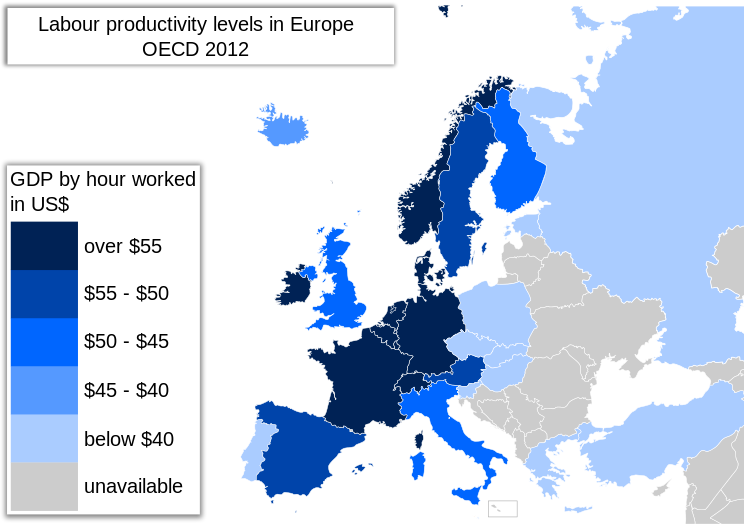 Labour productivity levels in Europe
OECD 2012
GDP by hour worked
in US$
over $55
$55 - $50
$50 - $45
$45 - $40
below $40
unavailable